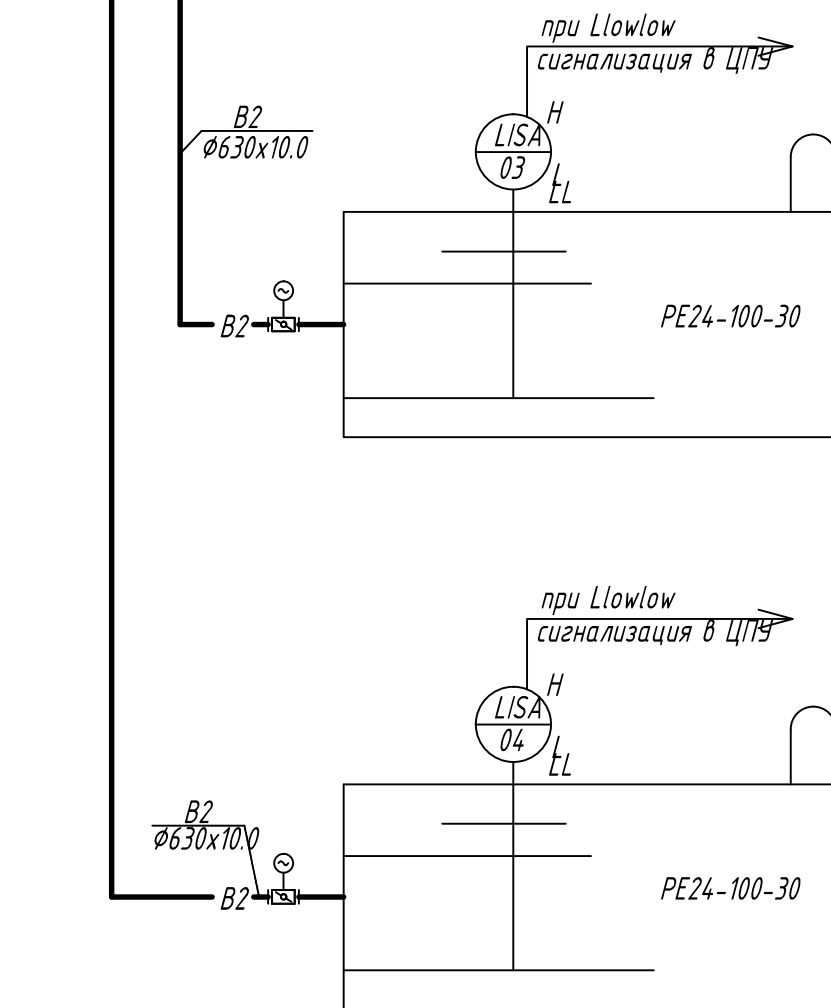 при Llowlow
сигнализация в ЦПУ
B2
Ф630x10.0
H
LISA
03
L
LL
B2
PE24-100-30
при Llowlow
сигнализация в ЦПУ
H
LISA
04
L
LL
B2
Ф630x10.0
B2
PE24-100-30